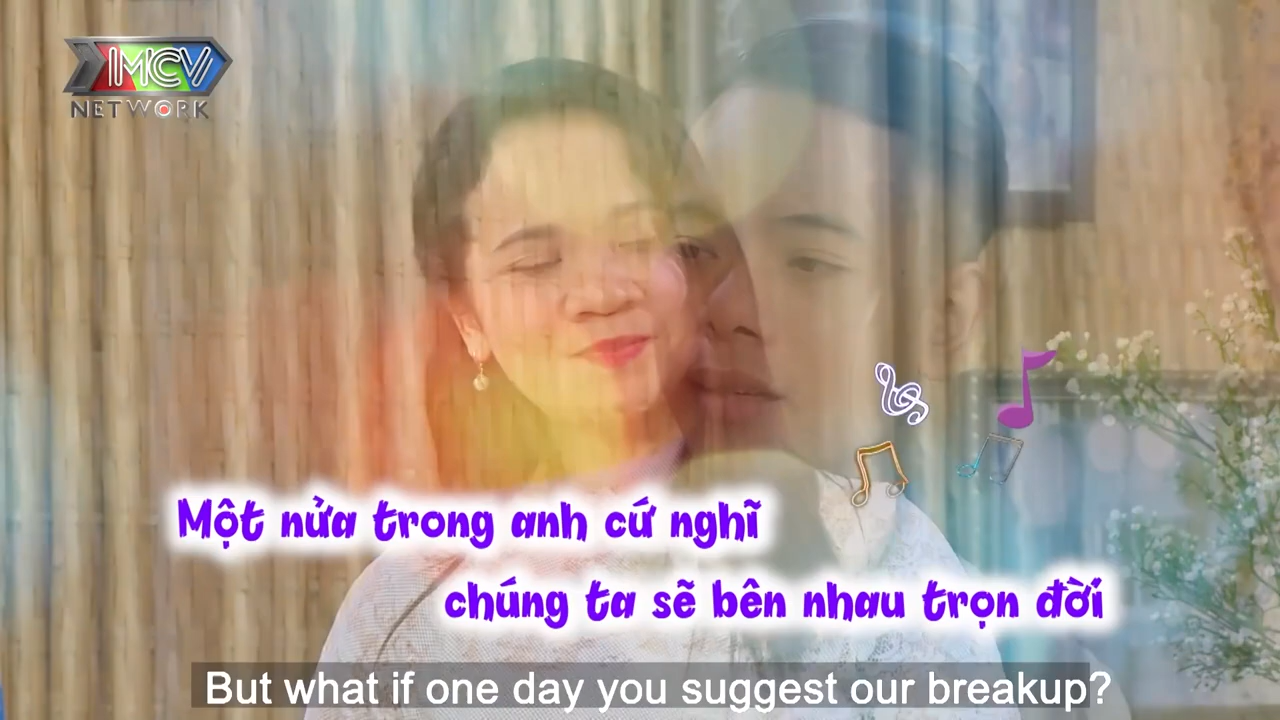 MCV
NETWORK
Một nửa trong anh cứ nghĩ
chúng ta sẽ bên nhau trọn đời
But what if one day you suggest our breakup?